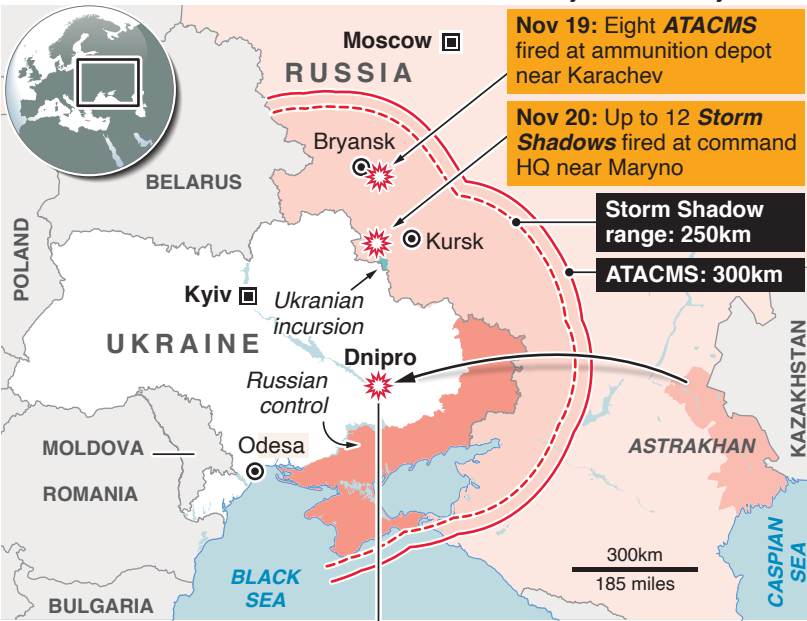 Moscow
RUSSIA
Nov 19: Eight ATACMS
fired at ammunition depot
near Karachev
Nov 20: Up to 12 Storm
Shadows fired at command
HQ near Maryno
Bryansk
BELARUS
POLAND
Storm Shadow
range: 250km
Kursk
ATACMS: 300km
Kyiv
Ukranian
incursion
UKRAINE
Dnipro
KAZAKHSTAN
Russian
control
MOLDOVA
Odesa
ASTRAKHAN
ROMANIA
300km
185 miles
BLACK
SEA
CASPIAN
SEA
BULGARIA